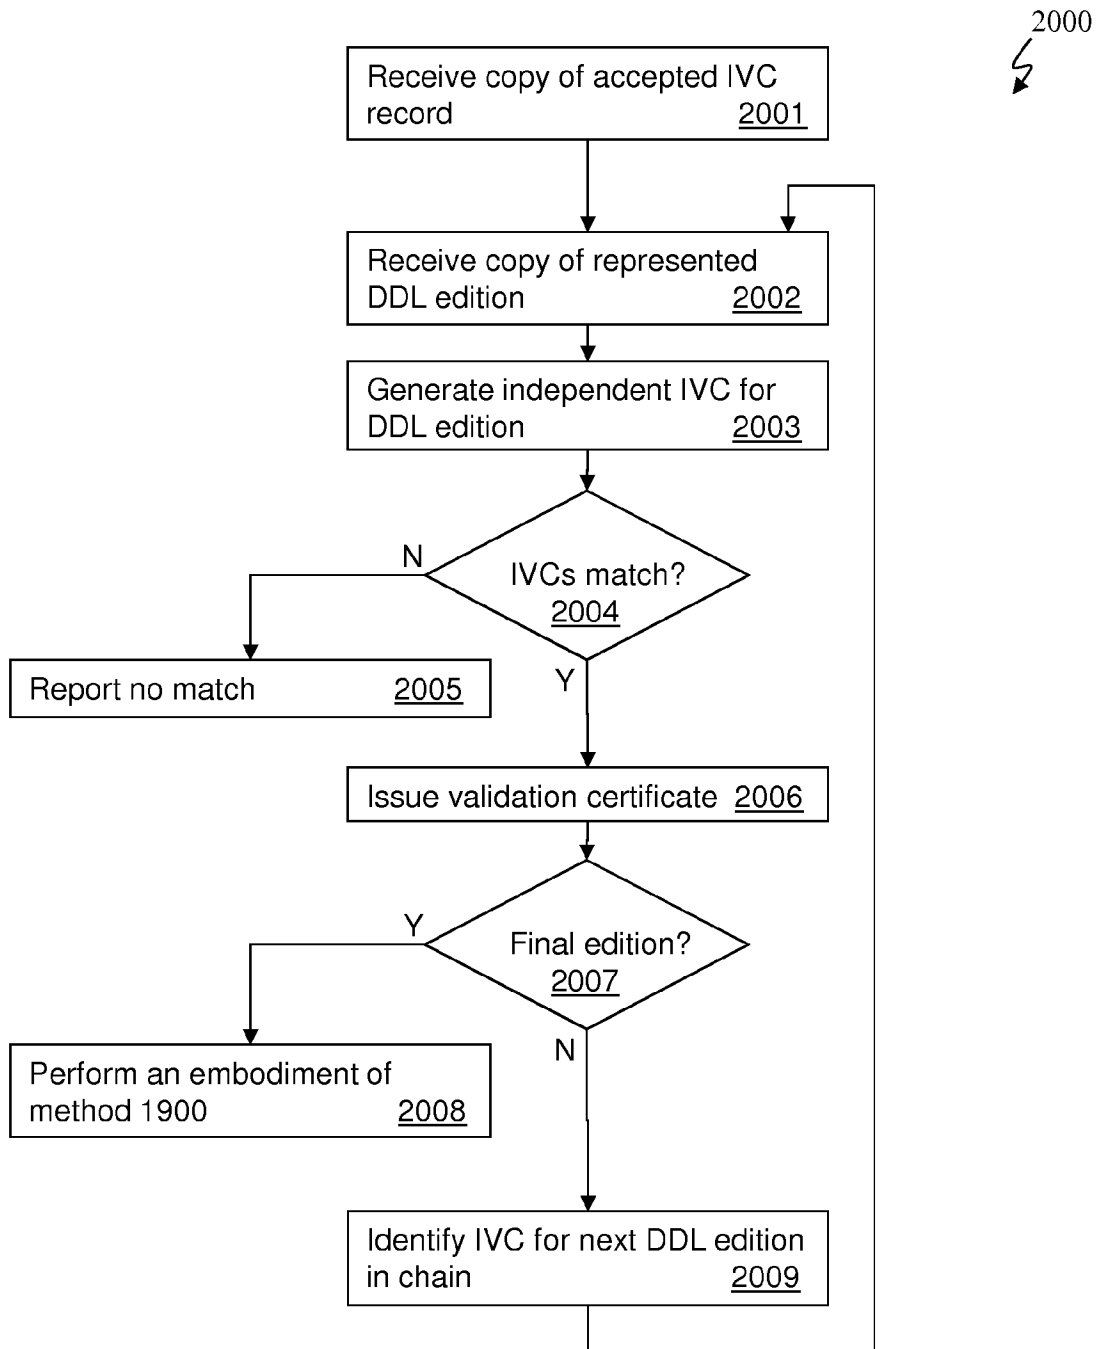 2000
Receive copy of accepted IVC
record 2001
Receive copy of represented
DDL edition 2002
Generate independent IVC for
DDL edition 2003
N
IVCs match?
2004
Y
Report no match 2005
Issue validation certificate 2006
Y
Final edition?
2007
N
Perform an embodiment of
method 1900 2008
Identify IVC for next DDL edition
in chain 2009